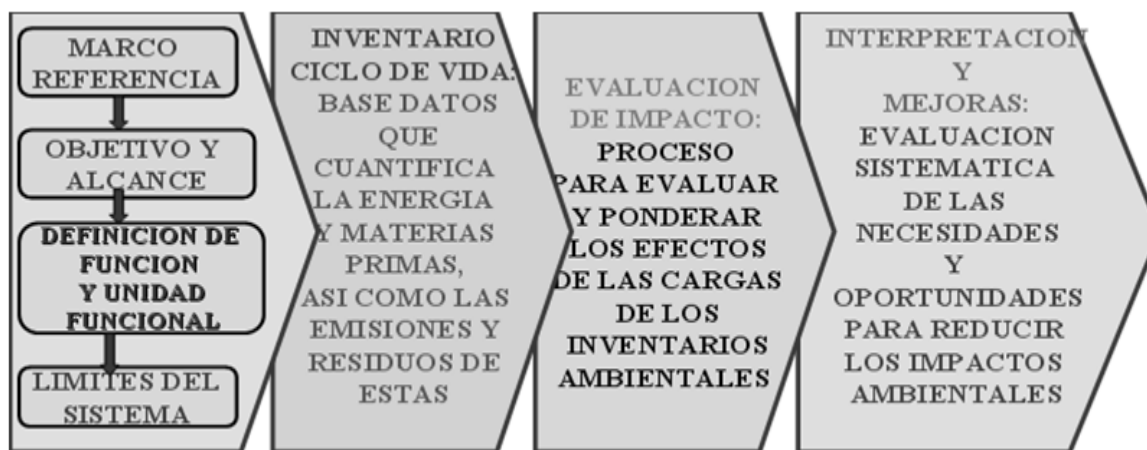 MARCO
REFERENCIA
OBJETIVO Y
ALCANCE
DEFINICION DE
FUNCION
Y UNIDAD
FUNCIONAL
LIMITES DEL
SISTEMA
INVENTARIO
CICLO DE VIDA:
BASE DATOS
QUE
CUANTIFICA
LA ENERGIA
Y MATERIAS
PRIMAS,
ASI COMO LAS
EMISIONES Y
RESIDUOS DE
ESTAS
EVALUACION
DE IMPACTO:
PROCESO
PARA EVALUAR
Y PONDERAR
LOS EFECTOS
DE LAS CARGAS
DE LOS
INVENTARIOS
AMBIENTALES
INTERPRETACION
Y
MEJORAS:
EVALUACION
SISTEMATICA
DE LAS
NECESIDADES
Y
OPORTUNIDADES
PARA REDUCIR
LOS IMPACTOS
AMBIENTALES